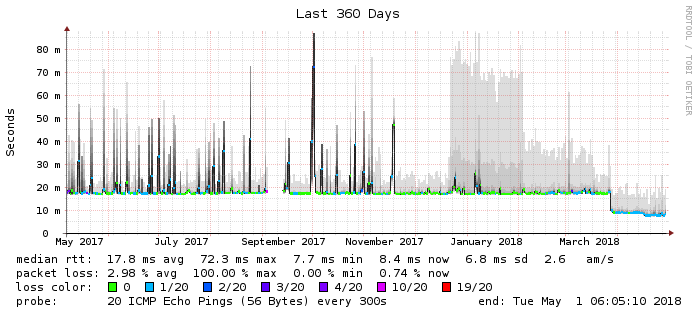 Last 360 Days
RRDTOOL / TOBI OETIKER
Seconds
80 m
70 m
60 m
50 m
40 m
30 m
20 m
10 m
0
May 2017 July 2017 September 2017 November 2017 January 2018 March 2018
median rtt: 17.8 ms avg 72.3 ms max 7.7 ms min 8.4 ms now 6.8 ms sd 2.6 am/s
packet loss: 2.98 % avg 100.00 % max 0.00 % min 0.74 % now
loss color: 0 1/20 2/20 3/20 4/20 10/20 19/20
probe: 20 ICMP Echo Pings (56 Bytes) every 300s end: Tue May 1 06:05:10 2018